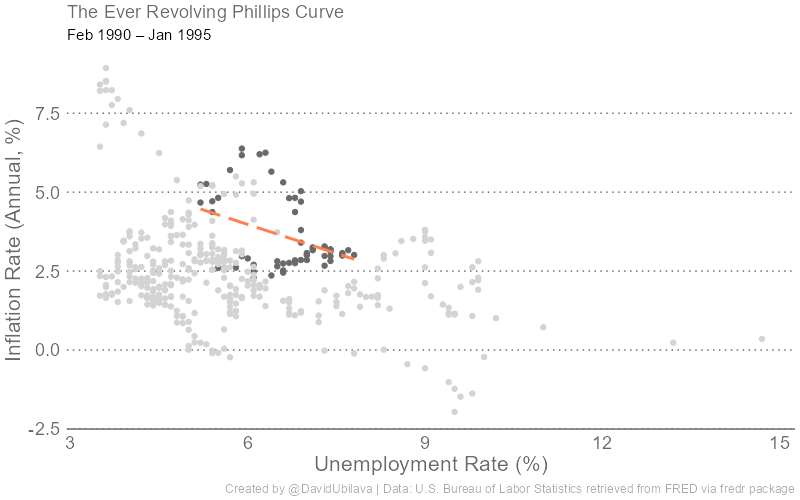 The Ever Revolving Phillips Curve
Feb 1990 – Jan 1995
Inflation Rate (Annual, %)
7.5
5.0
2.5
0.0
-2.5
3 6 9 12 15
Unemployment Rate (%)
Created by @DavidUbilava | Data: U.S. Bureau of Labor Statistics retrieved from FRED via fredr package